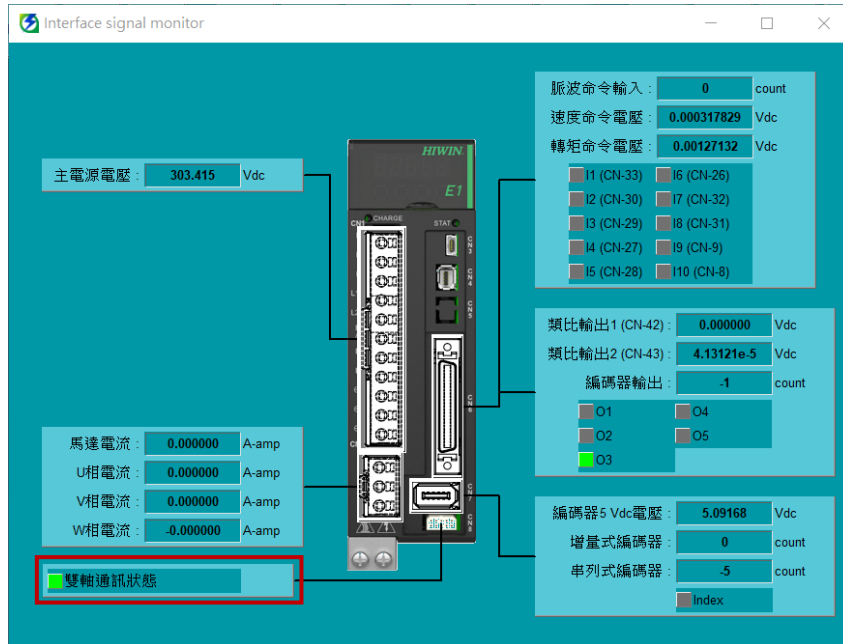 Interface signal monitor
脈波命令輸入 : 0 count
速度命令電壓 : 0.000317829 Vdc
轉矩命令電壓 : 0.00127132 Vdc
I1 (CN-33) I6 (CN-26)
I2 (CN-30) I7 (CN-32)
I3 (CN-29) I8 (CN-31)
I4 (CN-27) I9 (CN-9)
I5 (CN-28) I10 (CN-8)
主電源電壓 : 303.415 Vdc
HIWIN
E1
CHARGE
STAT
CN1
CN3
CN4
CN5
CN6
CN7
CN8
類比輸出1 (CN-42) : 0.000000 Vdc
類比輸出2 (CN-43) : 4.13121e-5 Vdc
編碼器輸出 : -1 count
O1 O4
O2 O5
O3
馬達電流 : 0.000000 A-amp
U相電流 : 0.000000 A-amp
V相電流 : 0.000000 A-amp
W相電流 : -0.000000 A-amp
編碼器5 Vdc電壓 : 5.09168 Vdc
增量式編碼器 : 0 count
串列式編碼器 : -5 count
Index
雙軸通訊狀態